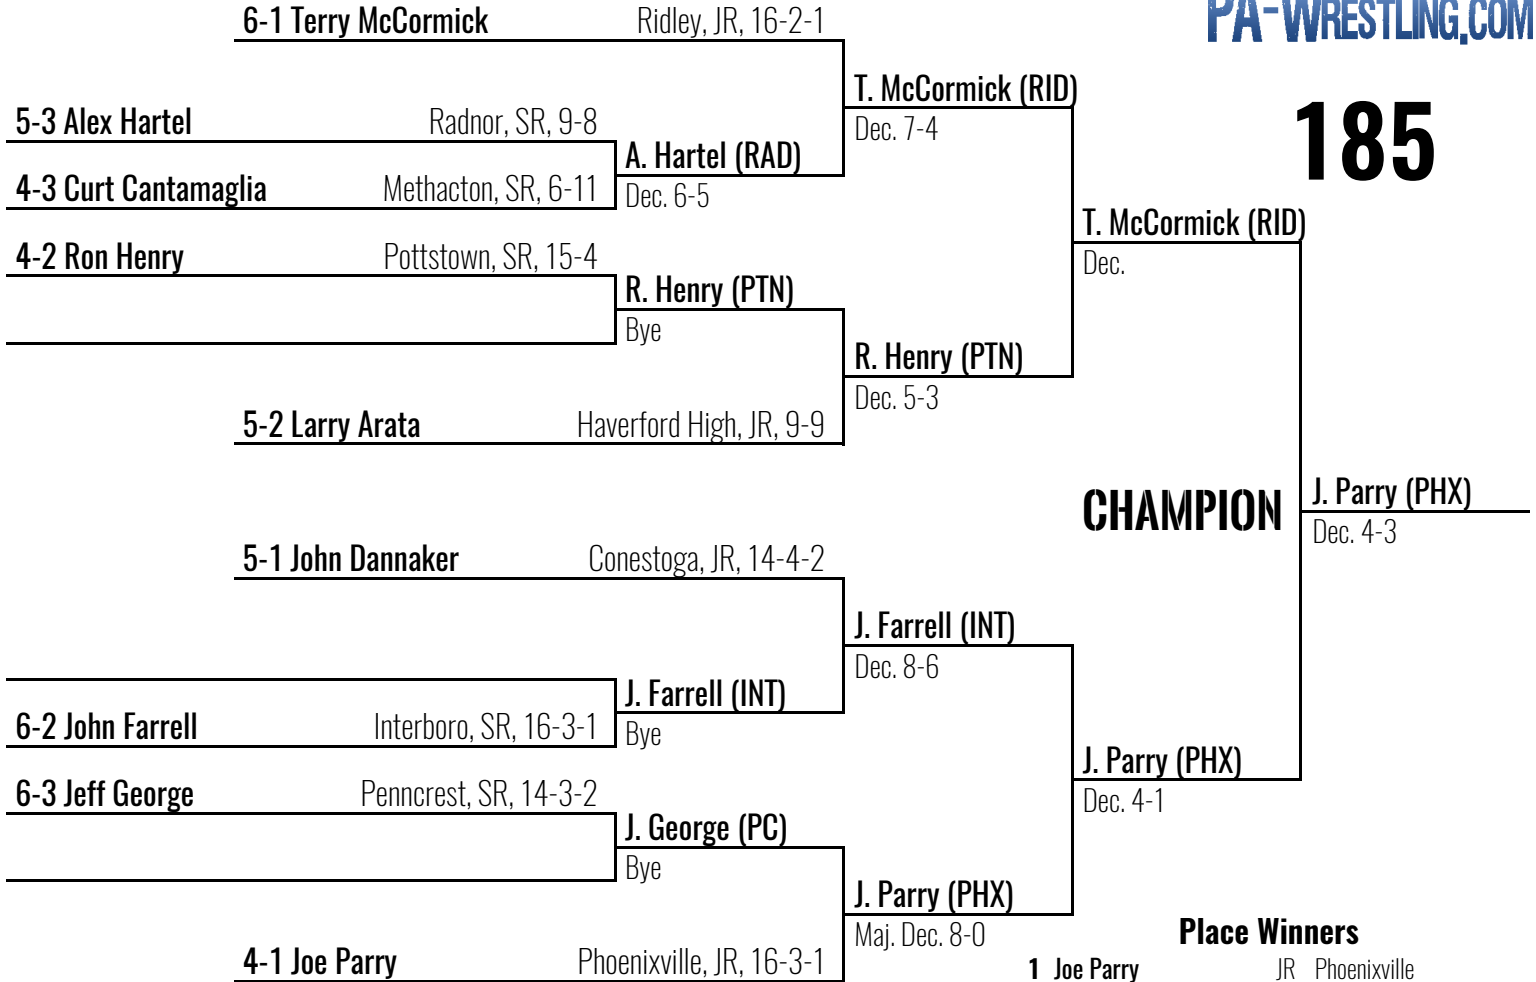 6-1 Terry McCormick Ridley, JR, 16-2-1
PA-WRESTLING.COM
T. McCormick (RID)
185
5-3 Alex Hartel Radnor, SR, 9-8
Dec. 7-4
A. Hartel (RAD)
4-3 Curt Cantamaglia Methacton, SR, 6-11
Dec. 6-5
T. McCormick (RID)
4-2 Ron Henry Pottstown, SR, 15-4
Dec.
R. Henry (PTN)
Bye
R. Henry (PTN)
Dec. 5-3
5-2 Larry Arata Haverford High, JR, 9-9
CHAMPION
J. Parry (PHX)
Dec. 4-3
5-1 John Dannaker Conestoga, JR, 14-4-2
J. Farrell (INT)
Dec. 8-6
J. Farrell (INT)
6-2 John Farrell Interboro, SR, 16-3-1
Bye
J. Parry (PHX)
6-3 Jeff George Penncrest, SR, 14-3-2
Dec. 4-1
J. George (PC)
Bye
J. Parry (PHX)
Maj. Dec. 8-0
Place Winners
4-1 Joe Parry Phoenixville, JR, 16-3-1
1 Joe Parry JR Phoenixville